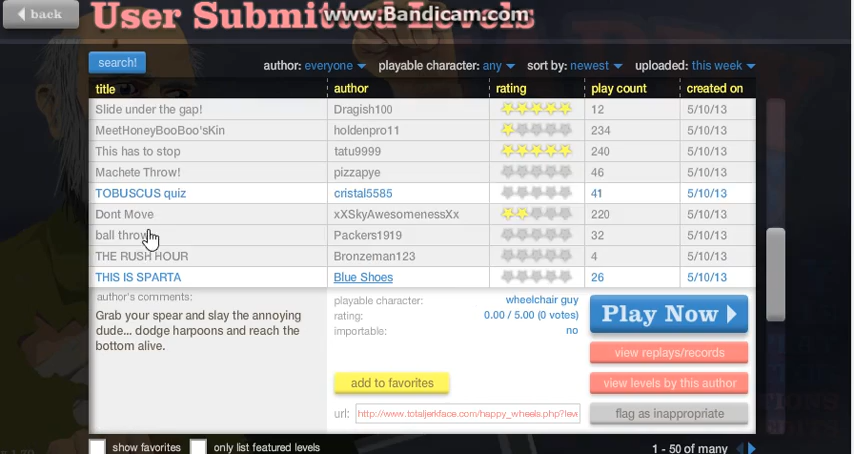 back
User Submitted Levels
www.Bandicam.com
search! author: everyone playable character: any sort by: newest uploaded: this week
title author rating play count created on
Slide under the gap! Dragish100 12 5/10/13
MeetHoneyBooBoo'sKin holdenpro11 234 5/10/13
This has to stop tatu9999 240 5/10/13
Machete Throw! pizzapye 46 5/10/13
TOBUSCUS quiz cristal5585 41 5/10/13
Dont Move xXSkyAwesomenessXx 220 5/10/13
ball throw Packers1919 32 5/10/13
THE RUSH HOUR Bronzeman123 4 5/10/13
THIS IS SPARTA Blue Shoes 26 5/10/13
author's comments:
Grab your spear and slay the annoying
dude... dodge harpoons and reach the
bottom alive.
playable character: wheelchair guy
rating: 0.00 / 5.00 (0 votes)
importable: no
add to favorites
url: http://www.totaljerkface.com/happy_wheels.php?leve
Play Now
view replays/records
view levels by this author
flag as inappropriate
show favorites only list featured levels 1 - 50 of many